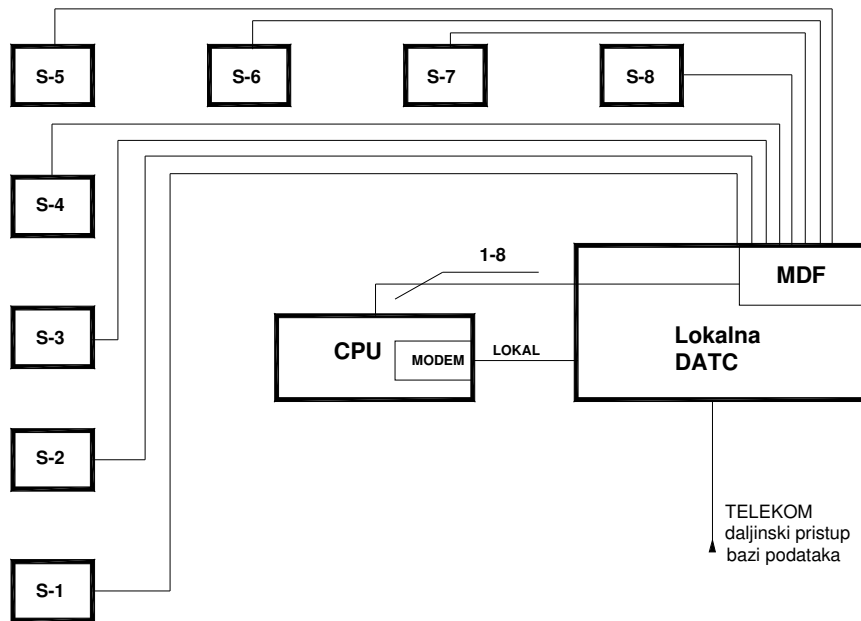 S-5
S-6
S-7
S-8
S-4
1-8
MDF
S-3
CPU
MODEM
LOKAL
Lokalna
DATC
S-2
TELEKOM
daljinski pristup
bazi podataka
S-1